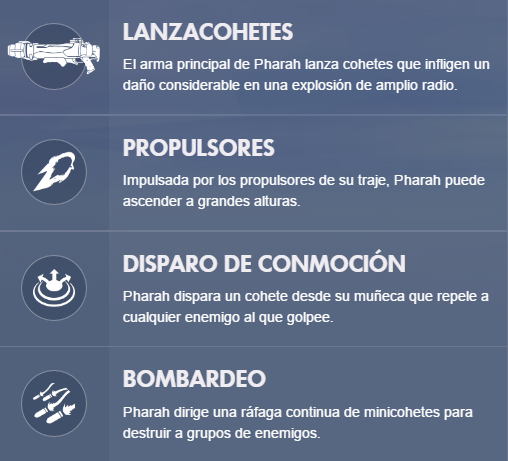 LANZACOHETES
El arma principal de Pharah lanza cohetes que infligen un
daño considerable en una explosión de amplio radio.
PROPULSORES
Impulsada por los propulsores de su traje, Pharah puede
ascender a grandes alturas.
DISPARO DE CONMOCIÓN
Pharah dispara un cohete desde su muñeca que repele a
cualquier enemigo al que golpee.
BOMBARDEO
Pharah dirige una ráfaga continua de minicohetes para
destruir a grupos de enemigos.